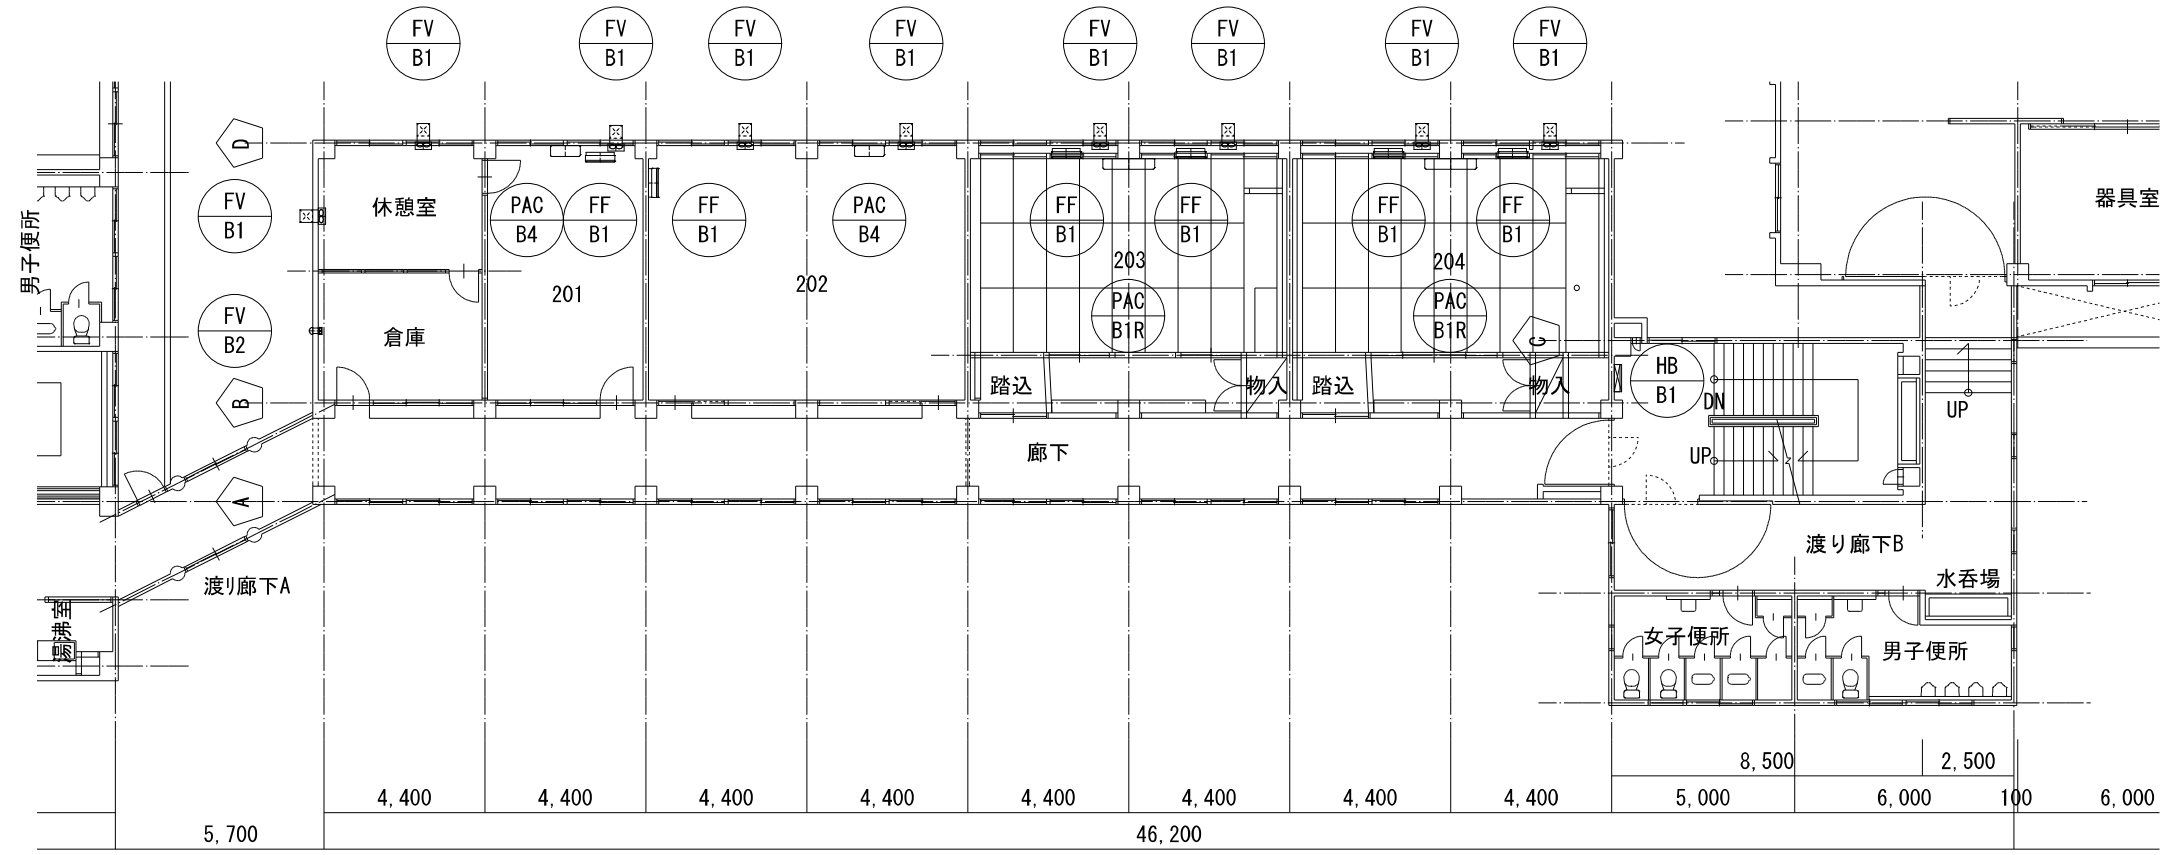 FV FV FV FV FV FV FV FV
B1 B1 B1 B1 B1 B1 B1 B1
D
FV
B1
男子便所
休憩室
PAC FF FF PAC FF FF FF FF
B4 B1 B1 B4 B1 B1 B1 B1
器具室
203 204
202
201
PAC PAC
B1R B1R
FV
B2
倉庫
C
HB
B1
B
踏込 物入 踏込 物入
DN
UP
廊下
UP
A
渡り廊下B
渡り廊下A
水呑場
湯沸室
女子便所
男子便所
8,500 2,500
4,400 4,400 4,400 4,400 4,400 4,400 4,400 4,400 5,000 6,000 100 6,000
5,700 46,200